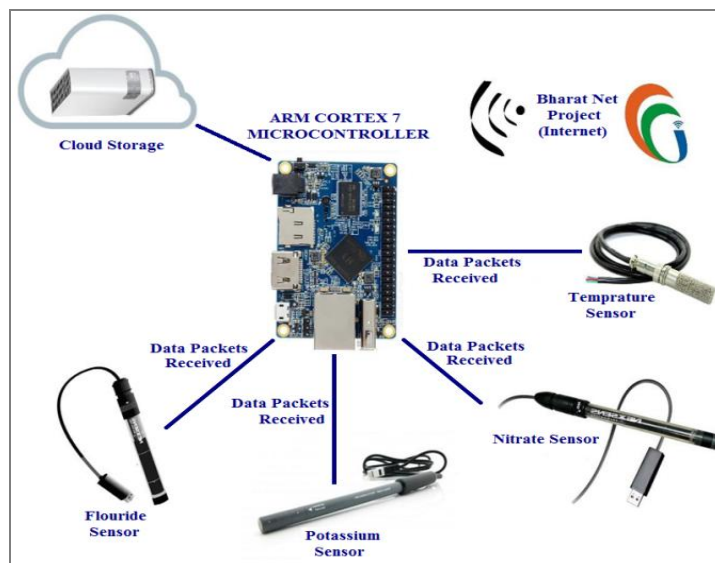 ARM CORTEX 7
MICROCONTROLLER
Bharat Net
Project
(Internet)
Cloud Storage
Data Packets
Received
Temprature
Sensor
Data Packets
Received
Data Packets
Received
Data Packets
Received
Nitrate Sensor
Flouride
Sensor
Potassium
Sensor